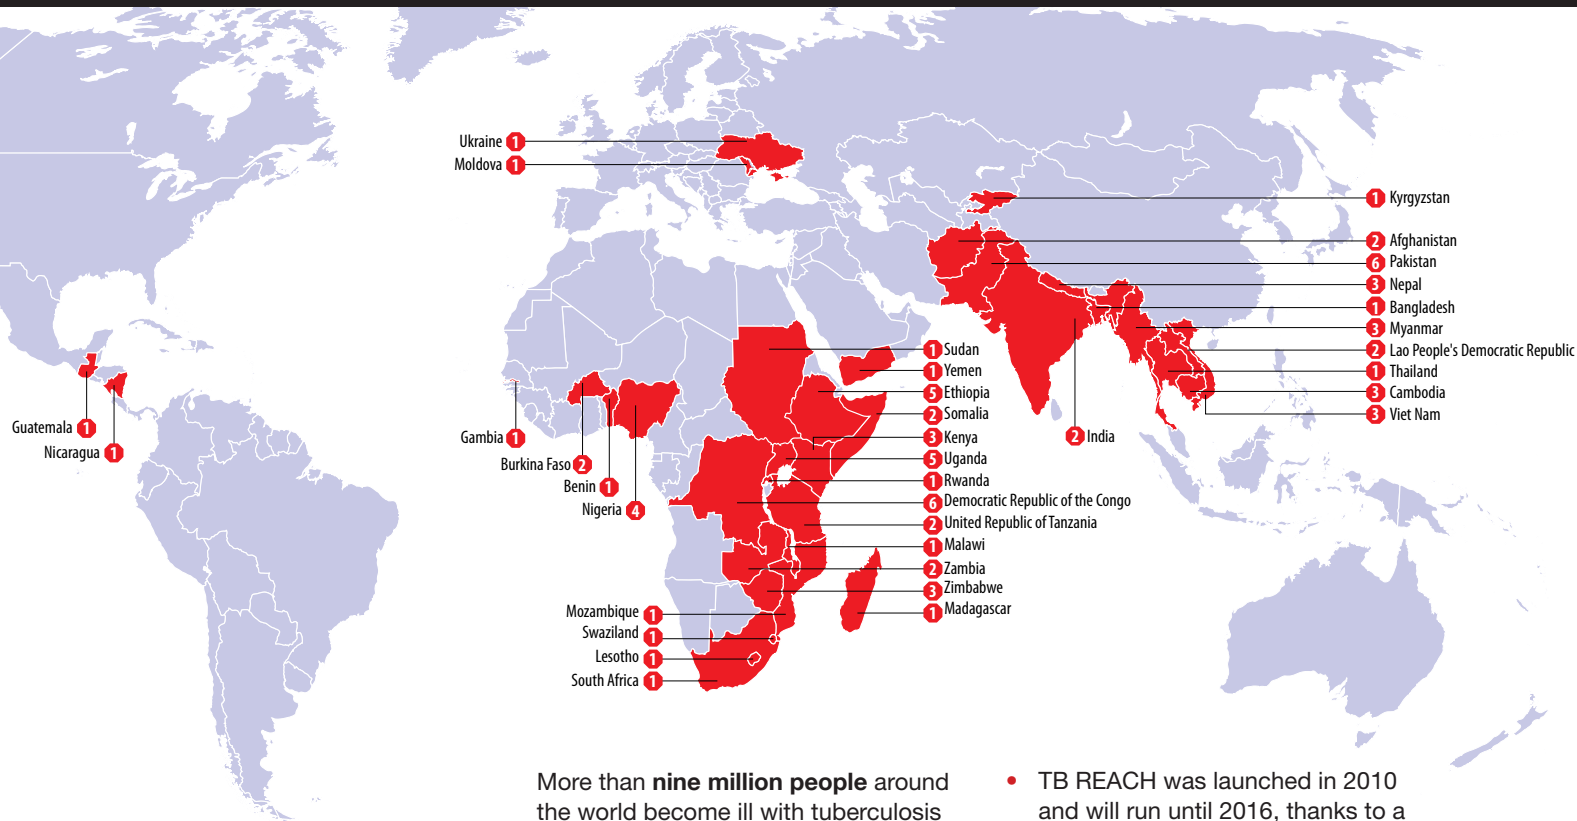 Ukraine 1
Moldova 1
1 Kyrgyzstan
2 Afghanistan
6 Pakistan
3 Nepal
1 Bangladesh
3 Myanmar
2 Lao People's Democratic Republic
1 Thailand
3 Cambodia
3 Viet Nam
2 India
1 Sudan
1 Yemen
5 Ethiopia
2 Somalia
3 Kenya
5 Uganda
1 Rwanda
6 Democratic Republic of the Congo
2 United Republic of Tanzania
1 Malawi
2 Zambia
3 Zimbabwe
1 Madagascar
Guatemala 1
Nicaragua 1
Gambia 1
Burkina Faso 2
Benin 1
Nigeria 4
Mozambique 1
Swaziland 1
Lesotho 1
South Africa 1
More than nine million people around
the world become ill with tuberculosis
• TB REACH was launched in 2010
and will run until 2016, thanks to a